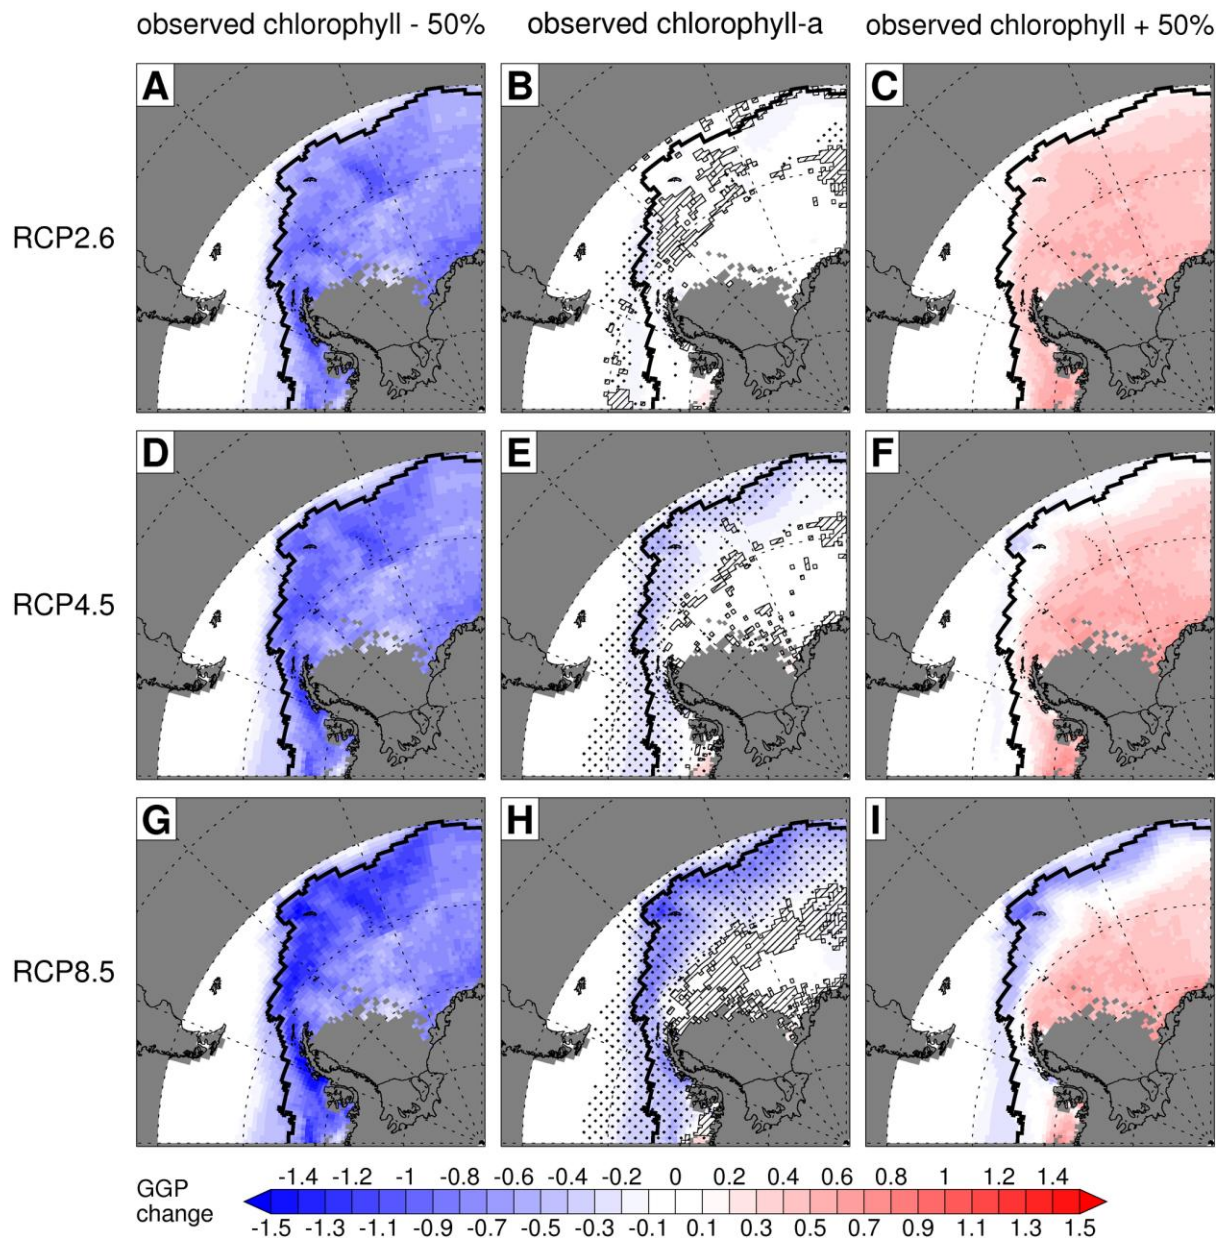 observed chlorophyll - 50% observed chlorophyll-a observed chlorophyll + 50%
A B C
RCP2.6
D E F
RCP4.5
G H I
RCP8.5
-1.4 -1.2 -1 -0.8 -0.6 -0.4 -0.2 0 0.2 0.4 0.6 0.8 1 1.2 1.4
GGP
change
-1.5 -1.3 -1.1 -0.9 -0.7 -0.5 -0.3 -0.1 0.1 0.3 0.5 0.7 0.9 1.1 1.3 1.5